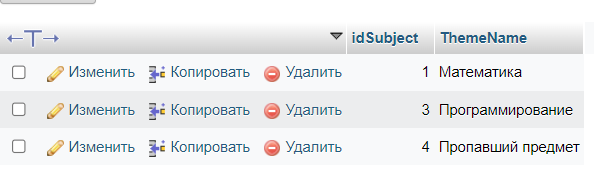 ←T→ idSubject ThemeName
Изменить Копировать Удалить 1 Математика
Изменить Копировать Удалить 3 Программирование
Изменить Копировать Удалить 4 Пропавший предмет